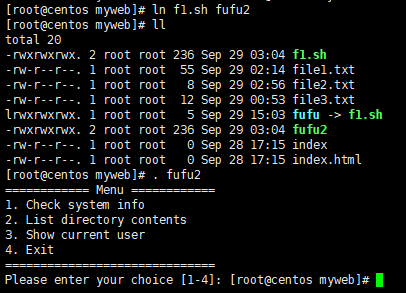 [root@centos myweb]# ln f1.sh fufu2
[root@centos myweb]# ll
total 20
-rwxrwxrwx. 2 root root 236 Sep 29 03:04 f1.sh
-rw-r--r--. 1 root root  55 Sep 29 02:14 file1.txt
-rw-r--r--. 1 root root   8 Sep 29 02:56 file2.txt
-rw-r--r--. 1 root root  12 Sep 29 00:53 file3.txt
lrwxrwxrwx. 1 root root   5 Sep 29 15:03 fufu -> f1.sh
-rwxrwxrwx. 2 root root 236 Sep 29 03:04 fufu2
-rw-r--r--. 1 root root   0 Sep 28 17:15 index
-rw-r--r--. 1 root root   0 Sep 28 17:15 index.html
[root@centos myweb]# . fufu2
============ Menu ============
1. Check system info
2. List directory contents
3. Show current user
4. Exit
==============================
Please enter your choice [1-4]: [root@centos myweb]#